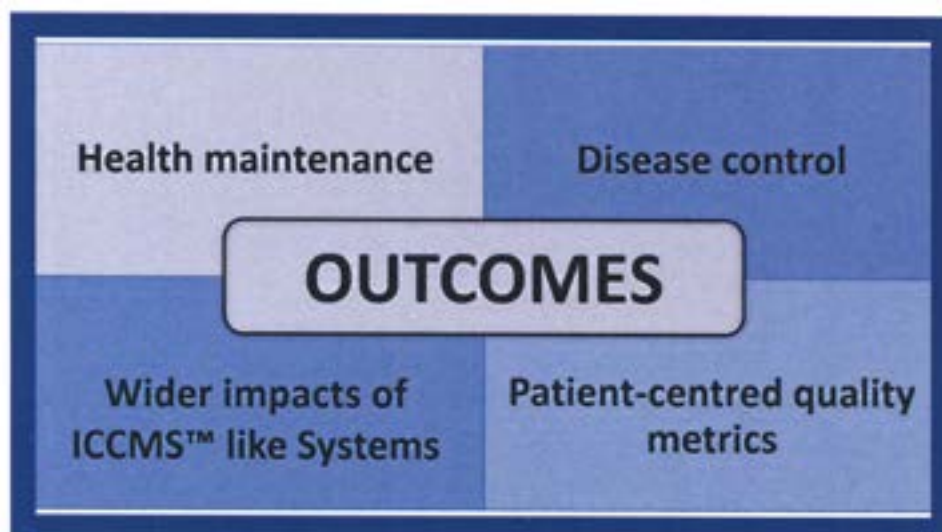 Health maintenance
Disease control
OUTCOMES
Wider impacts of
ICCMS™ like Systems
Patient-centred quality
metrics